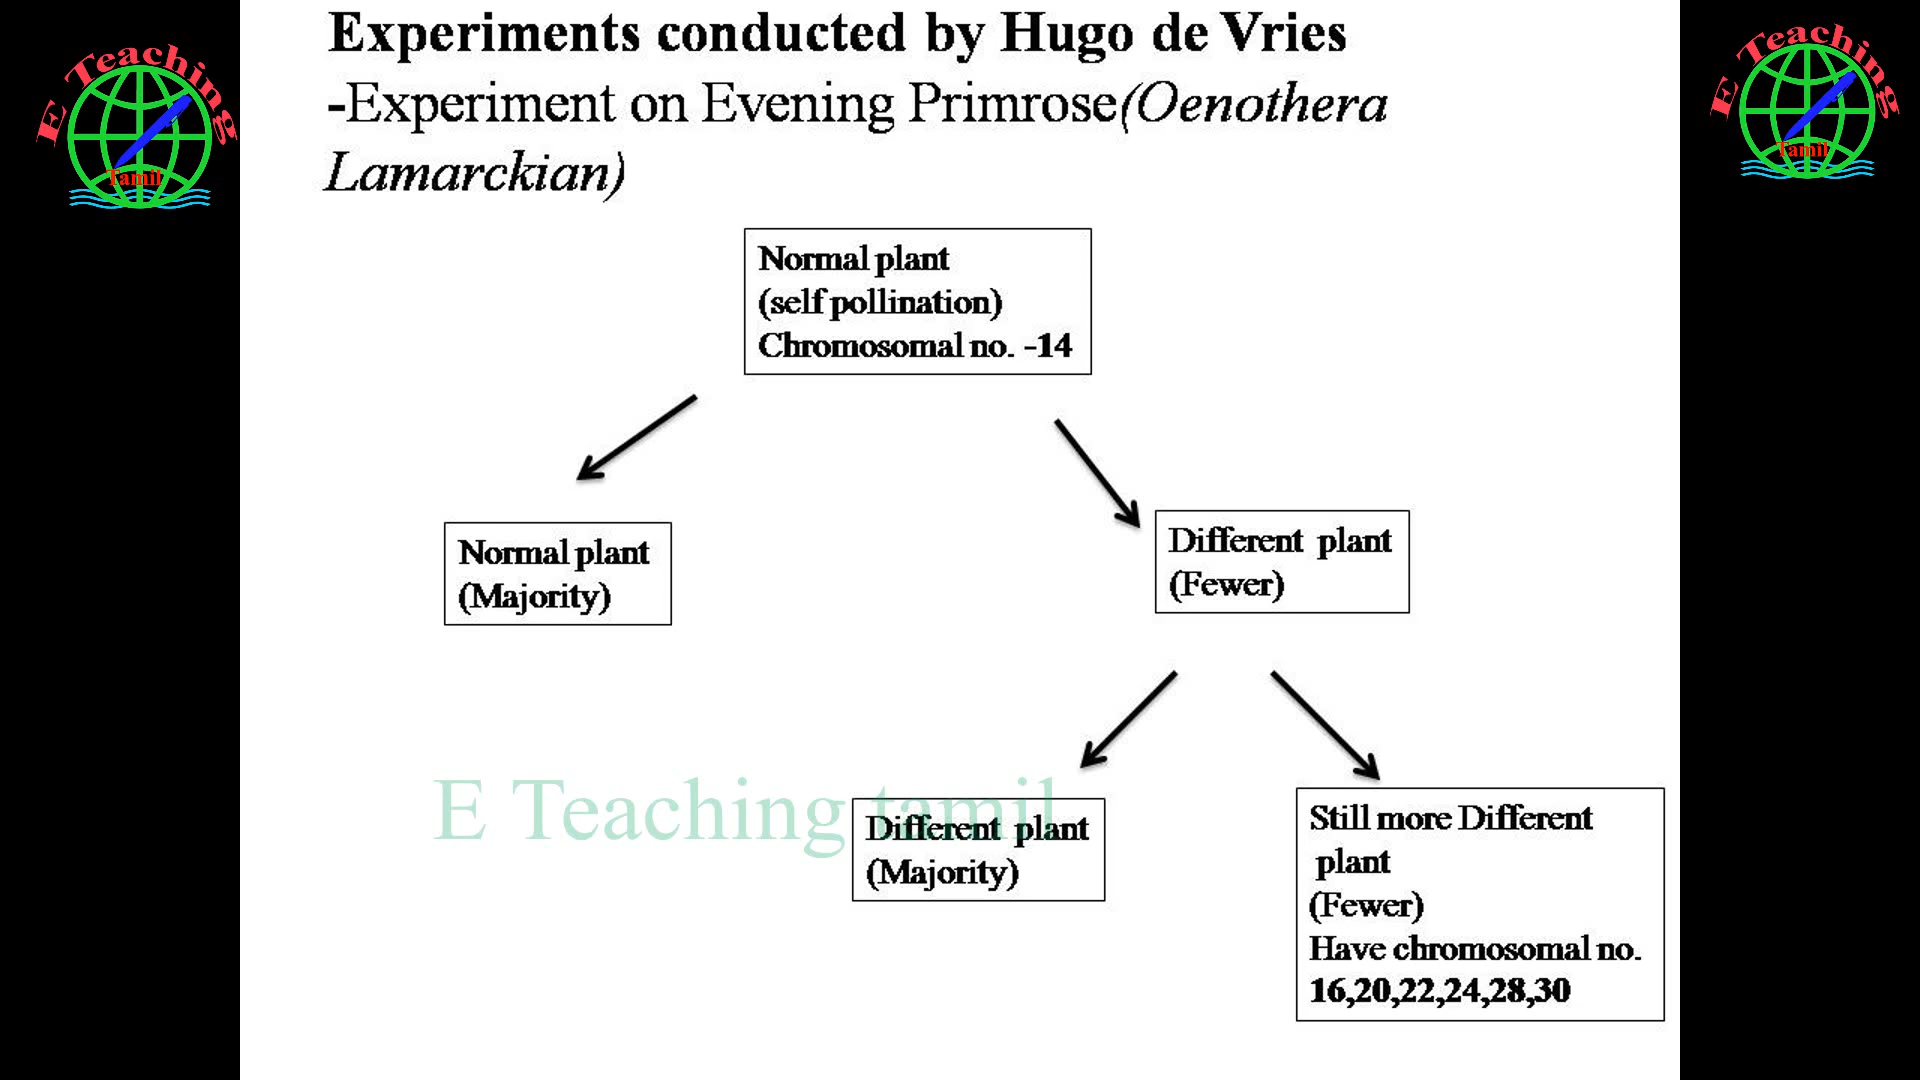 Experiments conducted by Hugo de Vries
-Experiment on Evening Primrose(Oenothera
Lamarckian)
E Teaching
Tamil
E Teaching
Tamil
Normal plant
(self pollination)
Chromosomal no. -14
Normal plant
(Majority)
Different plant
(Fewer)
E Teaching tamil
Different plant
(Majority)
Still more Different
plant
(Fewer)
Have chromosomal no.
16,20,22,24,28,30